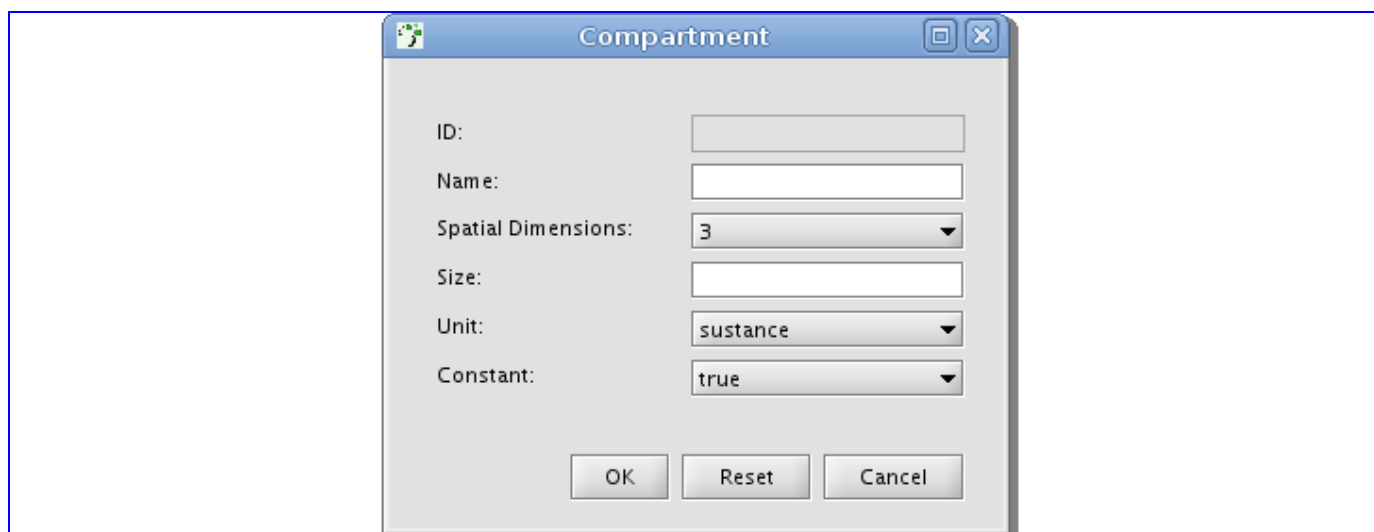 Compartment
ID:
Name:
Spatial Dimensions: 3
Size:
Unit: sustance
Constant: true
OK Reset Cancel